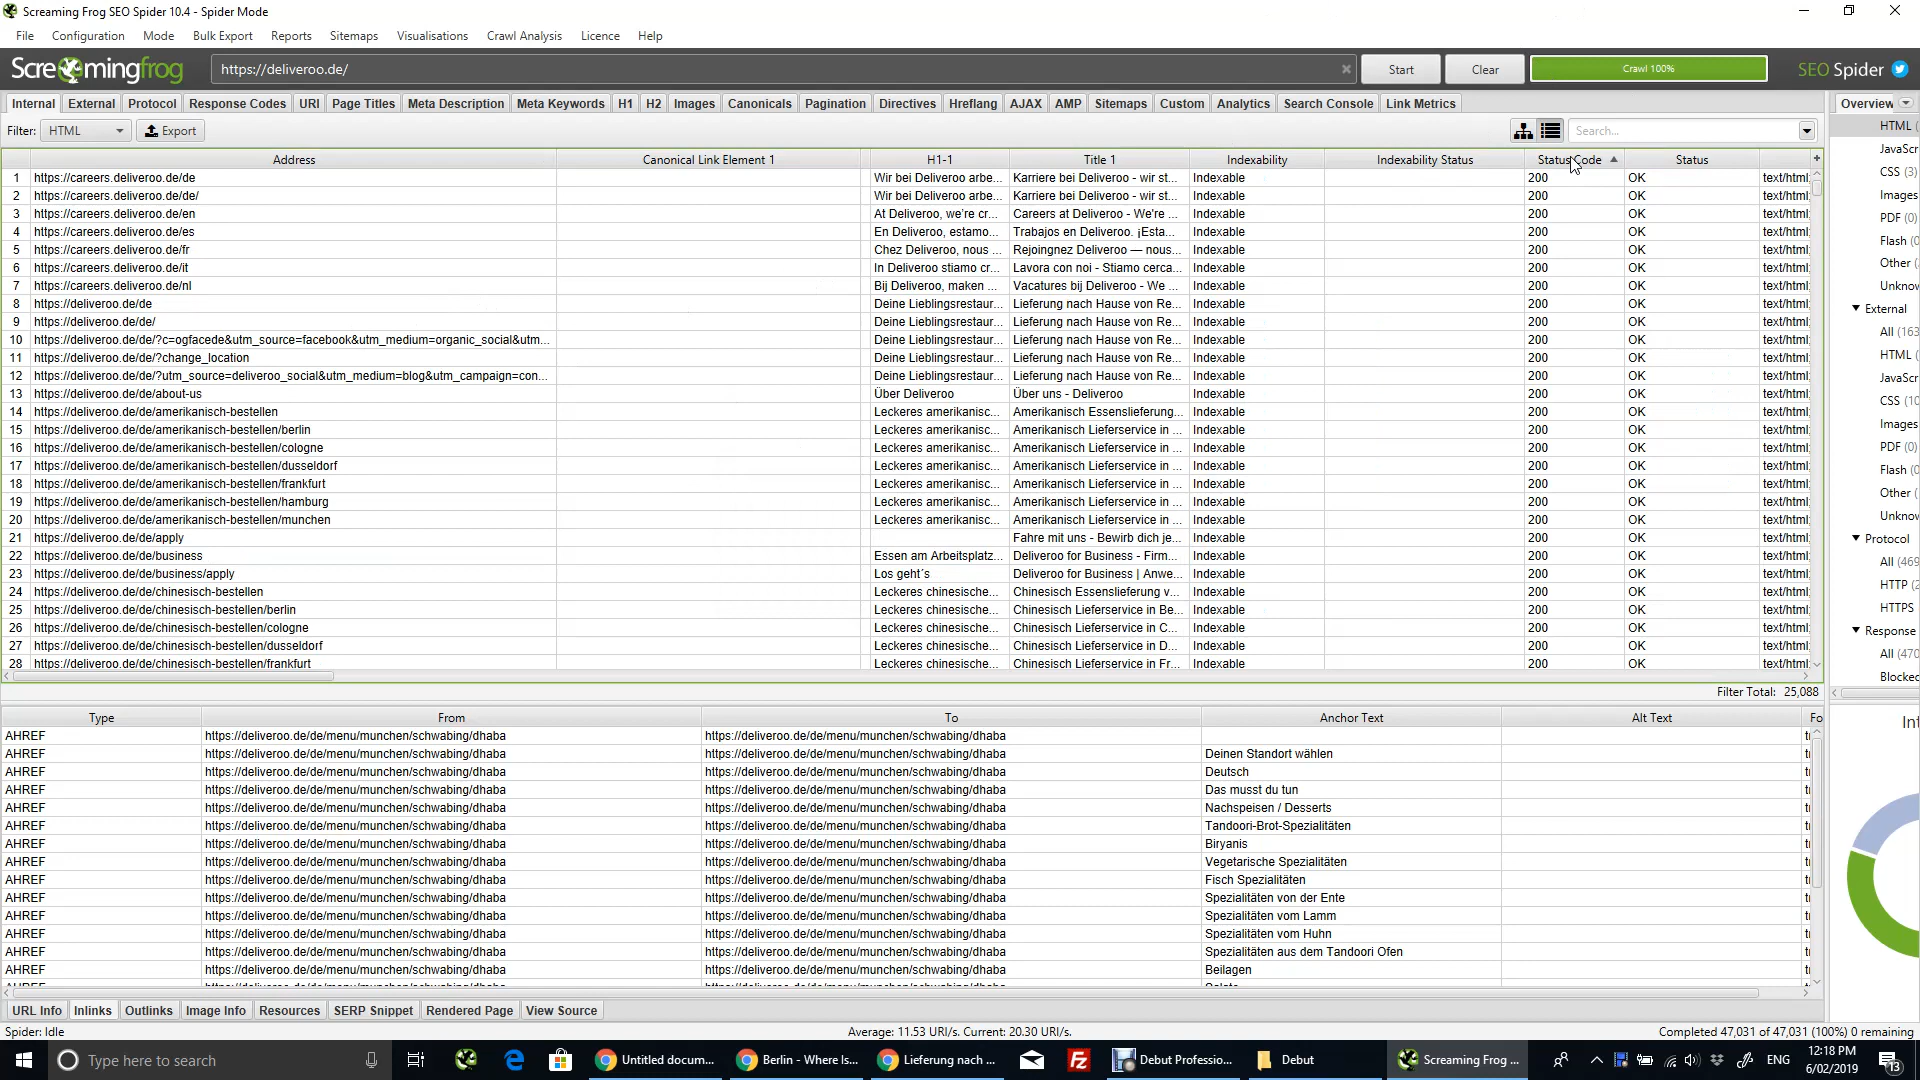 Screaming Frog SEO Spider 10.4 - Spider Mode
File Configuration Mode Bulk Export Reports Sitemaps Visualisations Crawl Analysis Licence Help
Screamingfrog https://deliveroo.de/ Start Clear Crawl 100% SEO Spider
Internal External Protocol Response Codes URI Page Titles Meta Description Meta Keywords H1 H2 Images Canonicals Pagination Directives Hreflang AJAX AMP Sitemaps Custom Analytics Search Console Link Metrics Overview
Filter: HTML Export Search... HTML (
Address Canonical Link Element 1 H1-1 Title 1 Indexability Indexability Status Status Code Status +
1 https://careers.deliveroo.de/de Wir bei Deliveroo arbe... Karriere bei Deliveroo - wir st... Indexable 200 OK text/html;
2 https://careers.deliveroo.de/de/ Wir bei Deliveroo arbe... Karriere bei Deliveroo - wir st... Indexable 200 OK text/html;
3 https://careers.deliveroo.de/en At Deliveroo, we're cr... Careers at Deliveroo - We're ... Indexable 200 OK text/html;
4 https://careers.deliveroo.de/es En Deliveroo, estamo... Trabajos en Deliveroo. ¡Esta... Indexable 200 OK text/html;
5 https://careers.deliveroo.de/fr Chez Deliveroo, nous ... Rejoingnez Deliveroo — nous... Indexable 200 OK text/html;
6 https://careers.deliveroo.de/it In Deliveroo stiamo cr... Lavora con noi - Stiamo cerca... Indexable 200 OK text/html;
7 https://careers.deliveroo.de/nl Bij Deliveroo, maken ... Vacatures bij Deliveroo - We ... Indexable 200 OK text/html;
8 https://deliveroo.de/de Deine Lieblingsrestaur... Lieferung nach Hause von Re... Indexable 200 OK text/html;
9 https://deliveroo.de/de/ Deine Lieblingsrestaur... Lieferung nach Hause von Re... Indexable 200 OK text/html;
10 https://deliveroo.de/de/?c=ogfacede&utm_source=facebook&utm_medium=organic_social&utm... Deine Lieblingsrestaur... Lieferung nach Hause von Re... Indexable 200 OK text/html;
11 https://deliveroo.de/de/?change_location Deine Lieblingsrestaur... Lieferung nach Hause von Re... Indexable 200 OK text/html;
12 https://deliveroo.de/de/?utm_source=deliveroo_social&utm_medium=blog&utm_campaign=con... Deine Lieblingsrestaur... Lieferung nach Hause von Re... Indexable 200 OK text/html;
13 https://deliveroo.de/de/about-us Über Deliveroo Über uns - Deliveroo Indexable 200 OK text/html;
14 https://deliveroo.de/de/amerikanisch-bestellen Leckeres amerikanisc... Amerikanisch Essenslieferung... Indexable 200 OK text/html;
15 https://deliveroo.de/de/amerikanisch-bestellen/berlin Leckeres amerikanisc... Amerikanisch Lieferservice in ... Indexable 200 OK text/html;
16 https://deliveroo.de/de/amerikanisch-bestellen/cologne Leckeres amerikanisc... Amerikanisch Lieferservice in ... Indexable 200 OK text/html;
17 https://deliveroo.de/de/amerikanisch-bestellen/dusseldorf Leckeres amerikanisc... Amerikanisch Lieferservice in ... Indexable 200 OK text/html;
18 https://deliveroo.de/de/amerikanisch-bestellen/frankfurt Leckeres amerikanisc... Amerikanisch Lieferservice in ... Indexable 200 OK text/html;
19 https://deliveroo.de/de/amerikanisch-bestellen/hamburg Leckeres amerikanisc... Amerikanisch Lieferservice in ... Indexable 200 OK text/html;
20 https://deliveroo.de/de/amerikanisch-bestellen/munchen Leckeres amerikanisc... Amerikanisch Lieferservice in ... Indexable 200 OK text/html;
21 https://deliveroo.de/de/apply Fahre mit uns - Bewirb dich je... Indexable 200 OK text/html;
22 https://deliveroo.de/de/business Essen am Arbeitsplatz... Deliveroo for Business - Firm... Indexable 200 OK text/html;
23 https://deliveroo.de/de/business/apply Los geht´s Deliveroo for Business | Anwe... Indexable 200 OK text/html;
24 https://deliveroo.de/de/chinesisch-bestellen Leckeres chinesische... Chinesisch Essenslieferung v... Indexable 200 OK text/html;
25 https://deliveroo.de/de/chinesisch-bestellen/berlin Leckeres chinesische... Chinesisch Lieferservice in Be... Indexable 200 OK text/html;
26 https://deliveroo.de/de/chinesisch-bestellen/cologne Leckeres chinesische... Chinesisch Lieferservice in C... Indexable 200 OK text/html;
27 https://deliveroo.de/de/chinesisch-bestellen/dusseldorf Leckeres chinesische... Chinesisch Lieferservice in D... Indexable 200 OK text/html;
28 https://deliveroo.de/de/chinesisch-bestellen/frankfurt Leckeres chinesische... Chinesisch Lieferservice in Fr... Indexable 200 OK text/html;
Filter Total: 25,088
JavaScr
CSS (3)
Images
PDF (0)
Flash (0
Other (
Unknow
External
All (163
HTML (
JavaScr
CSS (10
Images
PDF (0)
Flash (0
Other (
Unknow
Protocol
All (469
HTTP (2
HTTPS
Response
All (470
Blocked
Int
Type From To Anchor Text Alt Text Fo
AHREF https://deliveroo.de/de/menu/munchen/schwabing/dhaba https://deliveroo.de/de/menu/munchen/schwabing/dhaba
AHREF https://deliveroo.de/de/menu/munchen/schwabing/dhaba https://deliveroo.de/de/menu/munchen/schwabing/dhaba Deinen Standort wählen
AHREF https://deliveroo.de/de/menu/munchen/schwabing/dhaba https://deliveroo.de/de/menu/munchen/schwabing/dhaba Deutsch
AHREF https://deliveroo.de/de/menu/munchen/schwabing/dhaba https://deliveroo.de/de/menu/munchen/schwabing/dhaba Das musst du tun
AHREF https://deliveroo.de/de/menu/munchen/schwabing/dhaba https://deliveroo.de/de/menu/munchen/schwabing/dhaba Nachspeisen / Desserts
AHREF https://deliveroo.de/de/menu/munchen/schwabing/dhaba https://deliveroo.de/de/menu/munchen/schwabing/dhaba Tandoori-Brot-Spezialitäten
AHREF https://deliveroo.de/de/menu/munchen/schwabing/dhaba https://deliveroo.de/de/menu/munchen/schwabing/dhaba Biryanis
AHREF https://deliveroo.de/de/menu/munchen/schwabing/dhaba https://deliveroo.de/de/menu/munchen/schwabing/dhaba Vegetarische Spezialitäten
AHREF https://deliveroo.de/de/menu/munchen/schwabing/dhaba https://deliveroo.de/de/menu/munchen/schwabing/dhaba Fisch Spezialitäten
AHREF https://deliveroo.de/de/menu/munchen/schwabing/dhaba https://deliveroo.de/de/menu/munchen/schwabing/dhaba Spezialitäten von der Ente
AHREF https://deliveroo.de/de/menu/munchen/schwabing/dhaba https://deliveroo.de/de/menu/munchen/schwabing/dhaba Spezialitäten vom Lamm
AHREF https://deliveroo.de/de/menu/munchen/schwabing/dhaba https://deliveroo.de/de/menu/munchen/schwabing/dhaba Spezialitäten vom Huhn
AHREF https://deliveroo.de/de/menu/munchen/schwabing/dhaba https://deliveroo.de/de/menu/munchen/schwabing/dhaba Spezialitäten aus dem Tandoori Ofen
AHREF https://deliveroo.de/de/menu/munchen/schwabing/dhaba https://deliveroo.de/de/menu/munchen/schwabing/dhaba Beilagen
URL Info Inlinks Outlinks Image Info Resources SERP Snippet Rendered Page View Source
Spider: Idle Average: 11.53 URI/s. Current: 20.30 URI/s. Completed 47,031 of 47,031 (100%) 0 remaining
Type here to search Untitled docum... Berlin - Where Is... Lieferung nach ... Debut Professio... Debut Screaming Frog ... ENG 12:18 PM
6/02/2019 13